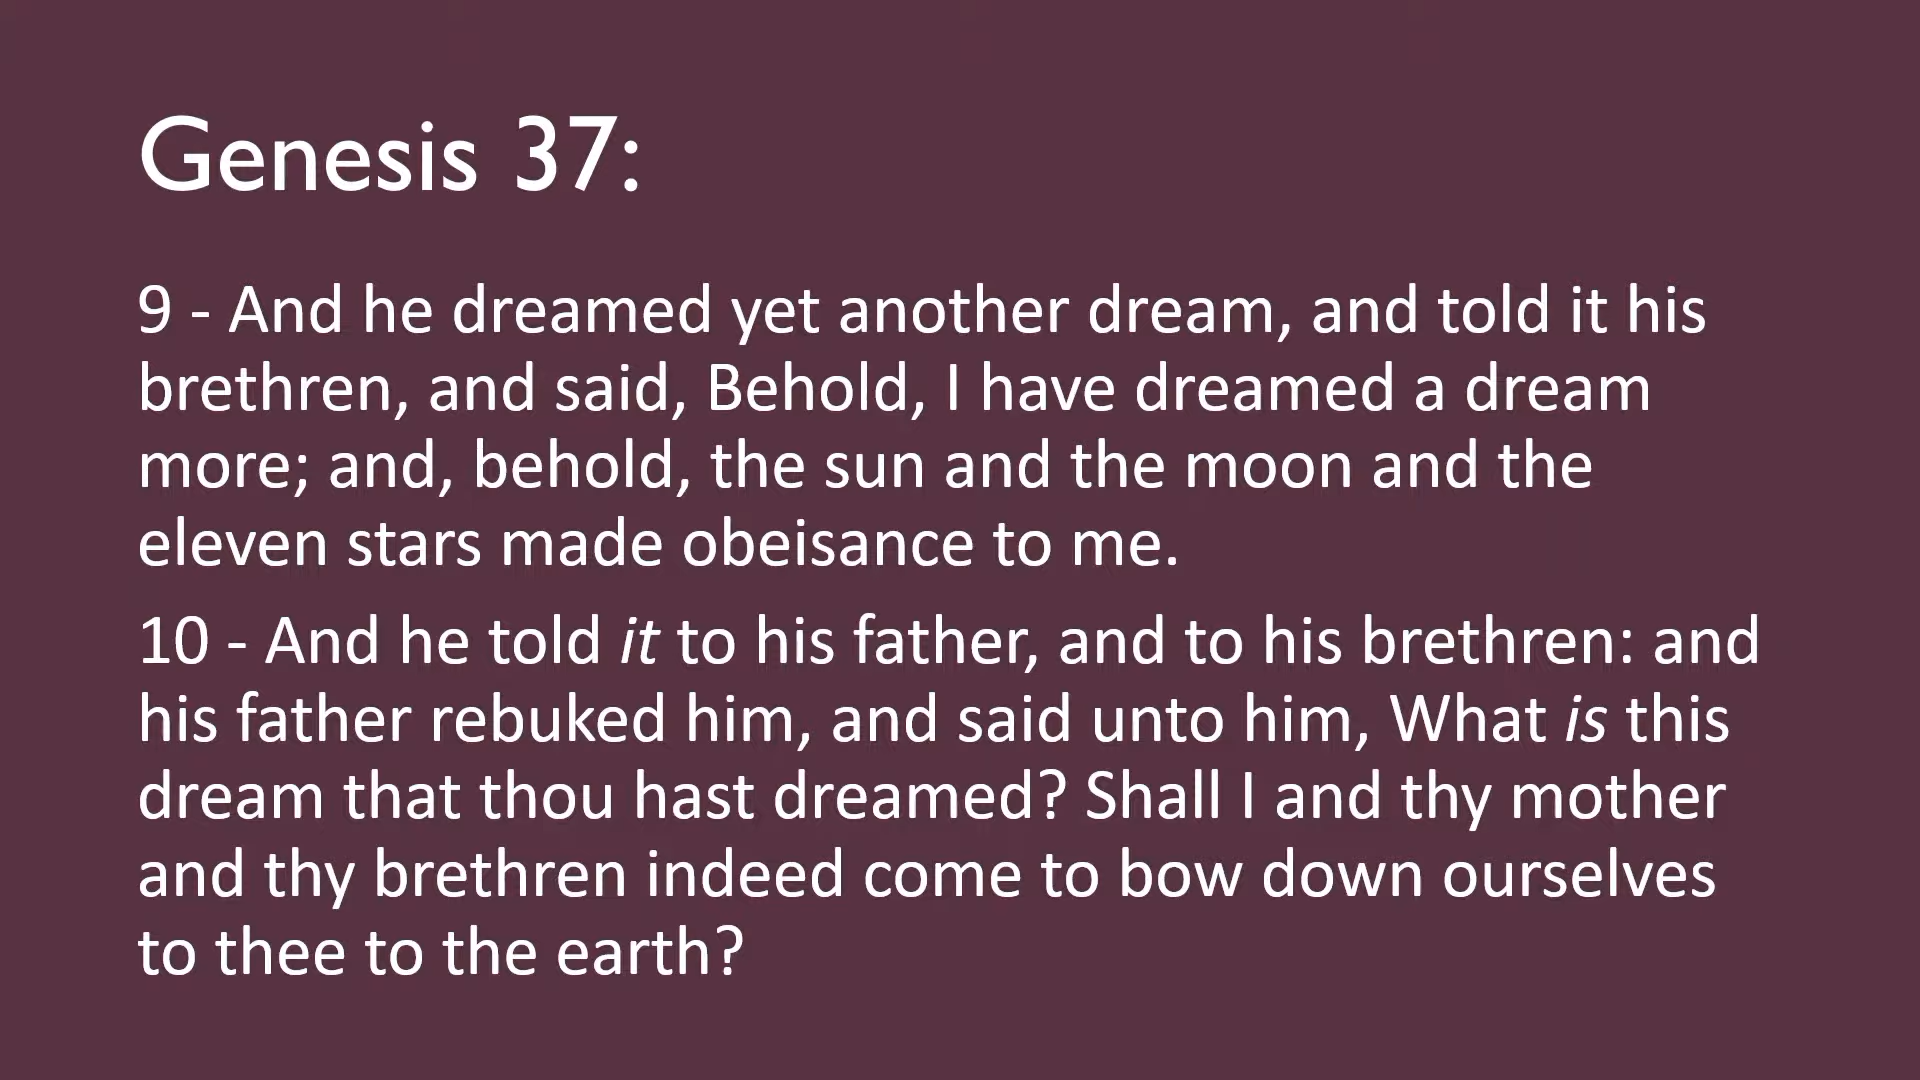 Genesis 37:
9 - And he dreamed yet another dream, and told it his
brethren, and said, Behold, I have dreamed a dream
more; and, behold, the sun and the moon and the
eleven stars made obeisance to me.
10 - And he told it to his father, and to his brethren: and
his father rebuked him, and said unto him, What is this
dream that thou hast dreamed? Shall I and thy mother
and thy brethren indeed come to bow down ourselves
to thee to the earth?